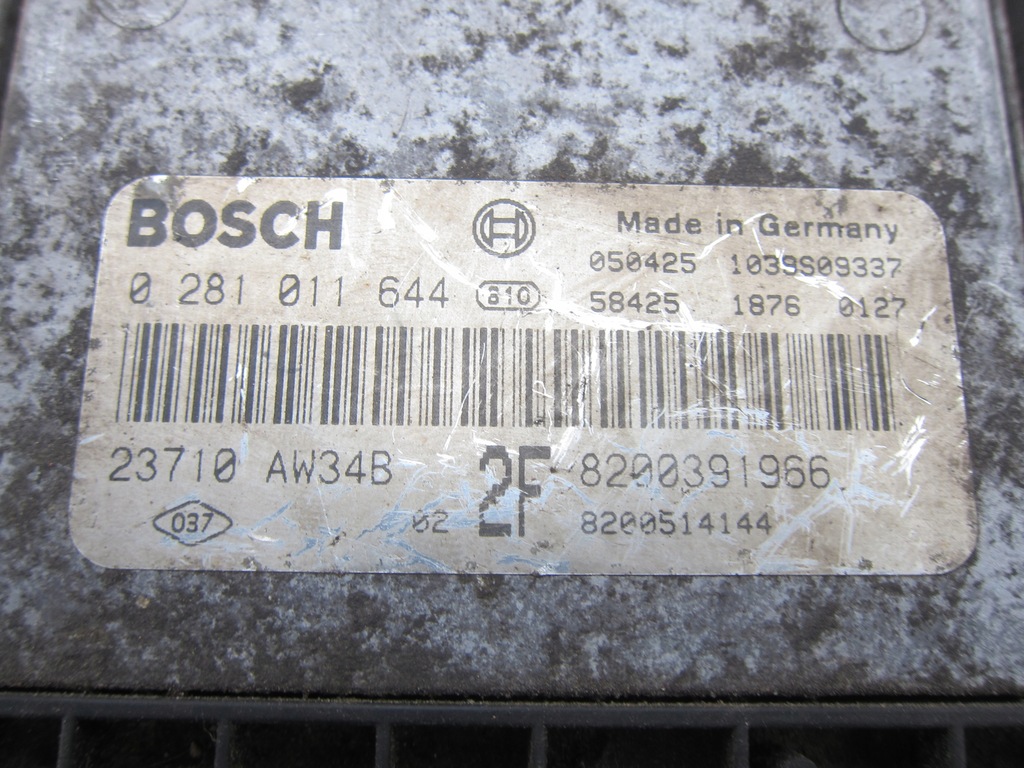 BOSCH
Made in Germany
050425 1039S09337
0 281 011 644 810
58425 1876 0127
23710 AW34B 2F 8200391966
037 02 8200514144